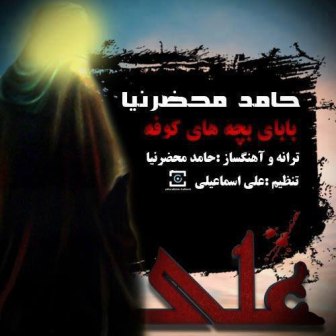 حامد محضرنیا
بابای بچه های کوفه
ترانه و آهنگساز :حامد محضرنیا
تنظیم :علی اسماعیلی
علی